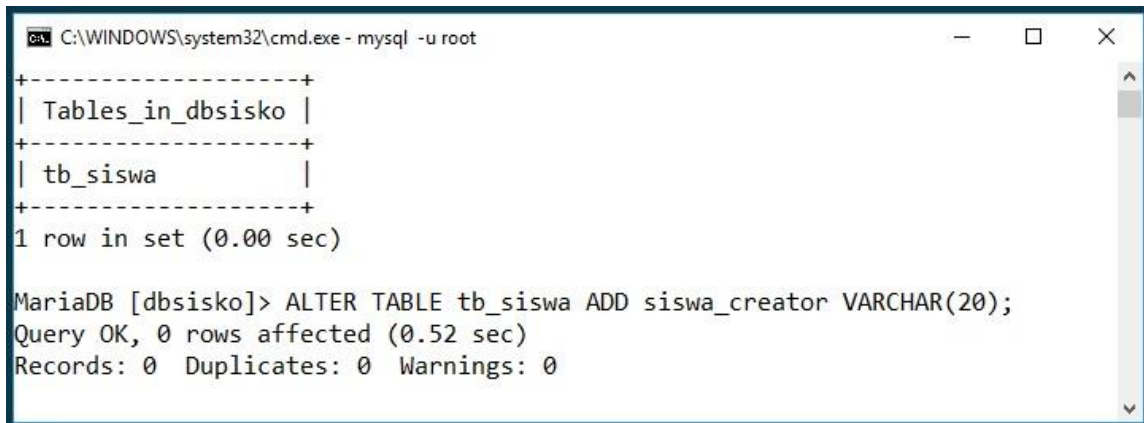 C:\WINDOWS\system32\cmd.exe - mysql  -u root
+-------------------+
| Tables_in_dbsisko |
+-------------------+
| tb_siswa          |
+-------------------+
1 row in set (0.00 sec)
MariaDB [dbsisko]> ALTER TABLE tb_siswa ADD siswa_creator VARCHAR(20);
Query OK, 0 rows affected (0.52 sec)
Records: 0  Duplicates: 0  Warnings: 0